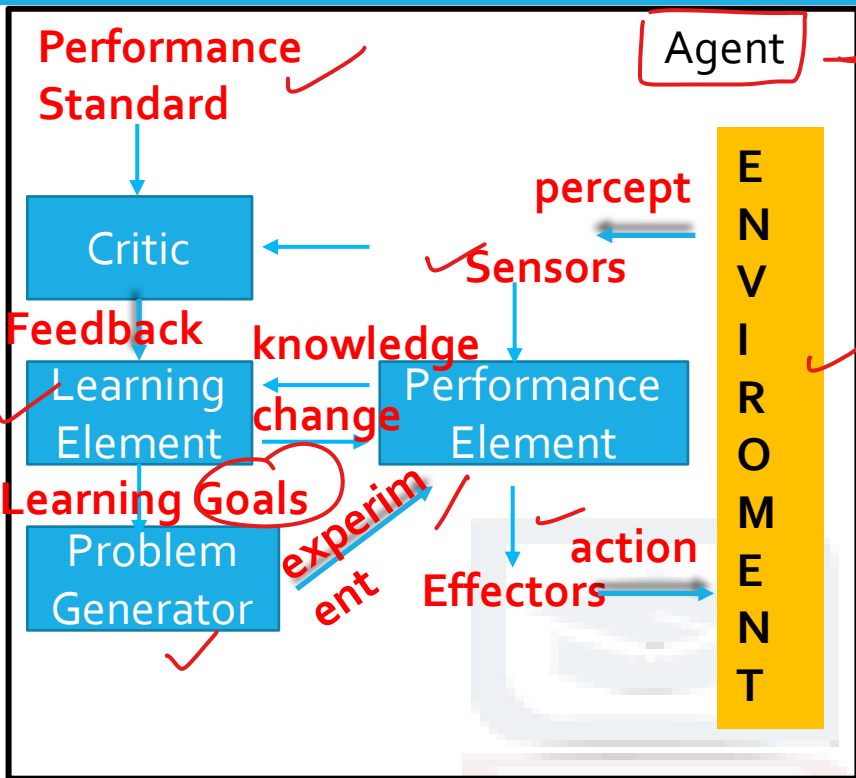 Performance
Standard
Agent
percept
Critic
Sensors
Feedback
knowledge
Learning
Element
change
Performance
Element
Learning Goals
experim
ent
Problem
Generator
action
Effectors
E
N
V
I
R
O
M
E
N
T